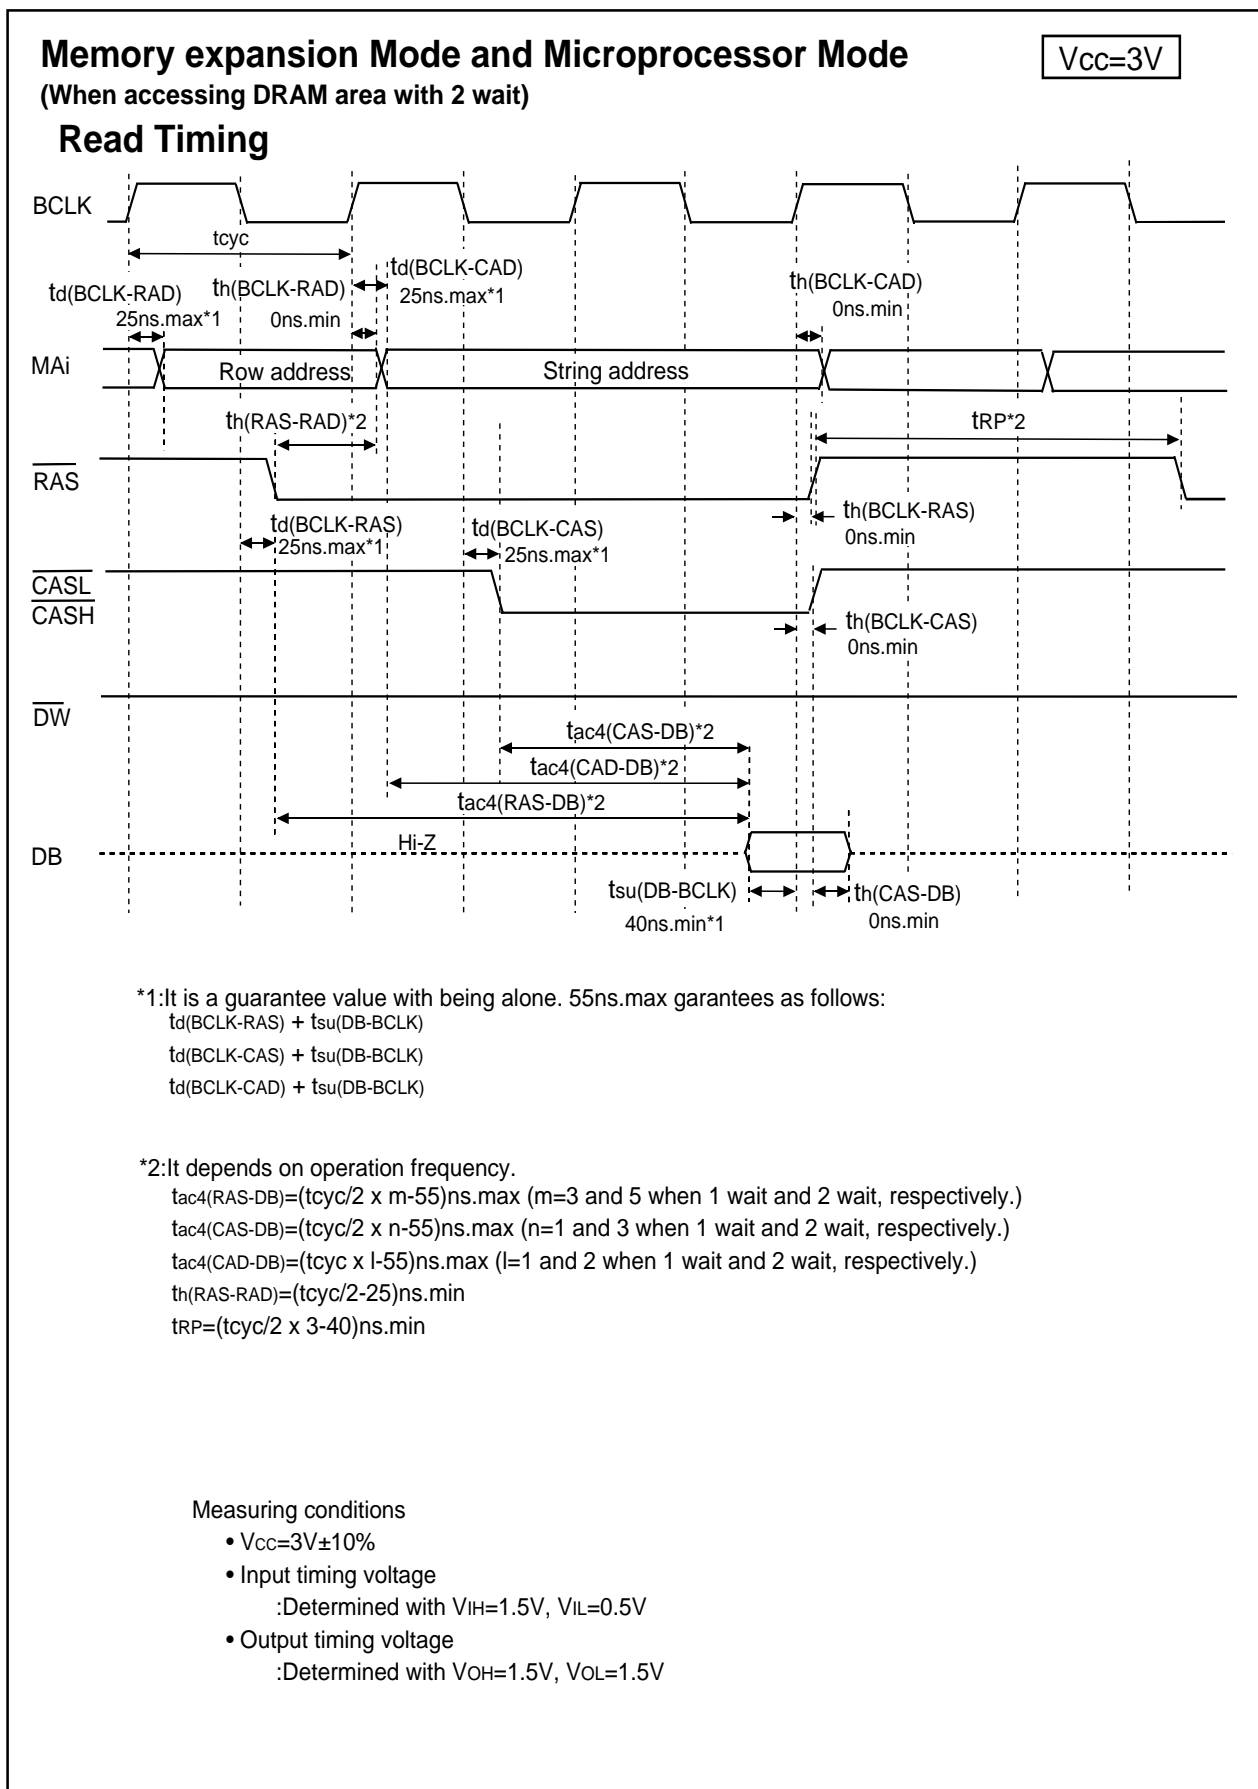 Memory expansion Mode and Microprocessor Mode
Vcc=3V
(When accessing DRAM area with 2 wait)
Read Timing
BCLK
tcyc
td(BCLK-RAD)
25ns.max*1
th(BCLK-RAD)
0ns.min
td(BCLK-CAD)
25ns.max*1
th(BCLK-CAD)
0ns.min
MAi
Row address
String address
th(RAS-RAD)*2
tRP*2
RAS
td(BCLK-RAS)
25ns.max*1
td(BCLK-CAS)
25ns.max*1
th(BCLK-RAS)
0ns.min
CASL
CASH
th(BCLK-CAS)
0ns.min
DW
tac4(CAS-DB)*2
tac4(CAD-DB)*2
tac4(RAS-DB)*2
Hi-Z
DB
tsu(DB-BCLK)
40ns.min*1
th(CAS-DB)
0ns.min
*1:It is a guarantee value with being alone. 55ns.max garantees as follows:
td(BCLK-RAS) + tsu(DB-BCLK)
td(BCLK-CAS) + tsu(DB-BCLK)
td(BCLK-CAD) + tsu(DB-BCLK)
*2:It depends on operation frequency.
tac4(RAS-DB)=(tcyc/2 x m-55)ns.max (m=3 and 5 when 1 wait and 2 wait, respectively.)
tac4(CAS-DB)=(tcyc/2 x n-55)ns.max (n=1 and 3 when 1 wait and 2 wait, respectively.)
tac4(CAD-DB)=(tcyc x l-55)ns.max (l=1 and 2 when 1 wait and 2 wait, respectively.)
th(RAS-RAD)=(tcyc/2-25)ns.min
tRP=(tcyc/2 x 3-40)ns.min
Measuring conditions
• VCC=3V±10%
• Input timing voltage
:Determined with VIH=1.5V, VIL=0.5V
• Output timing voltage
:Determined with VOH=1.5V, VOL=1.5V